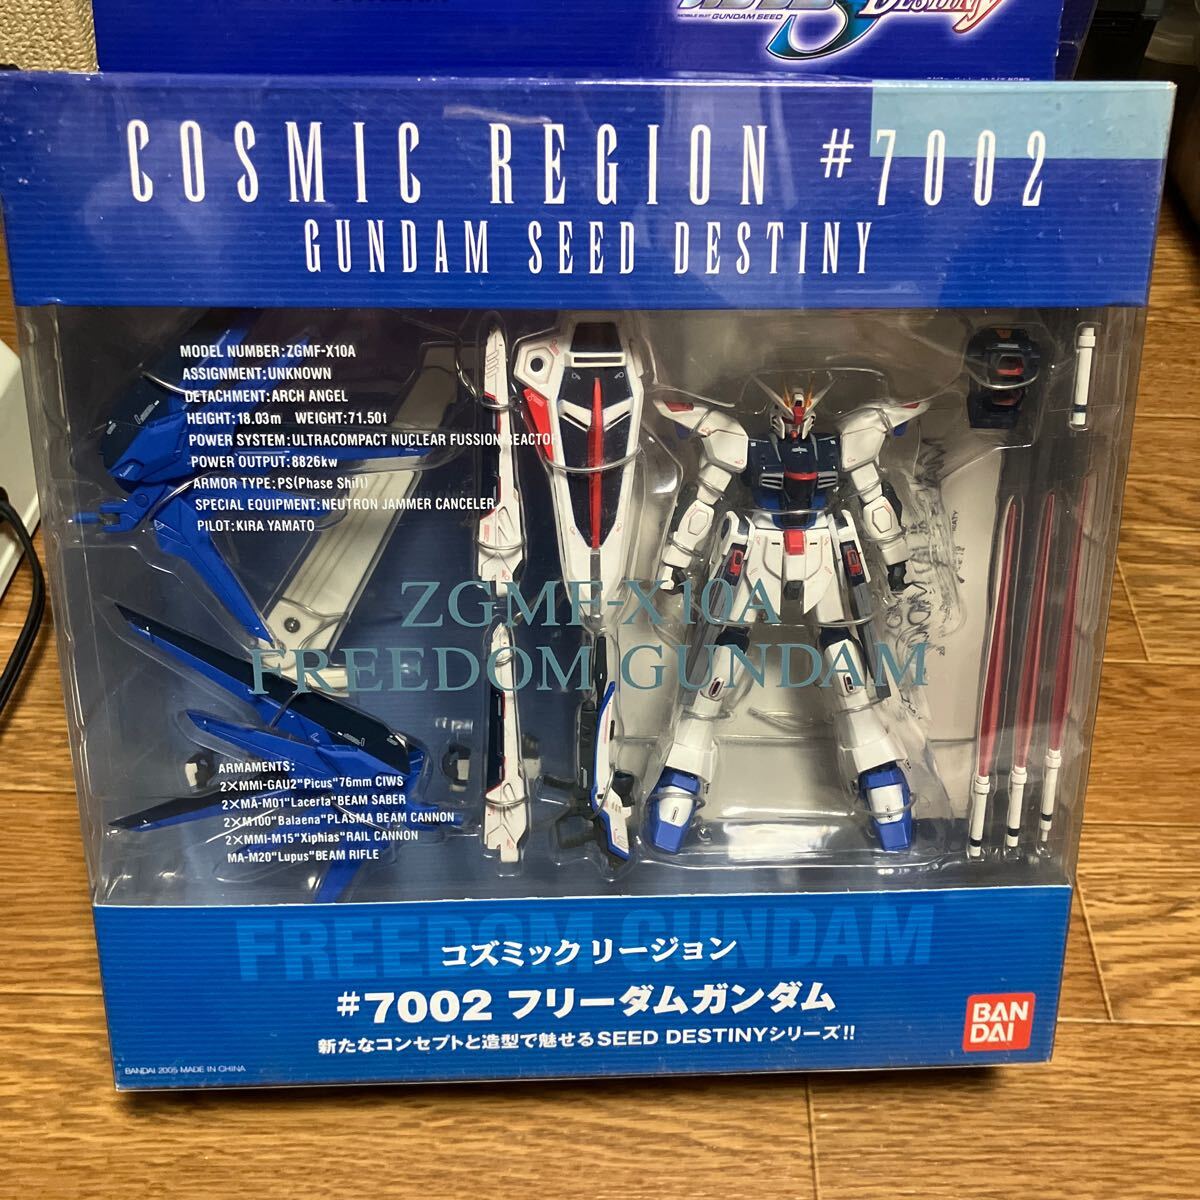 DESTINY
MOBILE SUIT GUNDAM SEED
COSMIC REGION #7002
GUNDAM SEED DESTINY
MODEL NUMBER:ZGMF-X10A
ASSIGNMENT:UNKNOWN
DETACHMENT:ARCH ANGEL
HEIGHT:18.03m WEIGHT:71.50t
POWER SYSTEM:ULTRACOMPACT NUCLEAR FUSSION REACTOR
POWER OUTPUT:8826kw
ARMOR TYPE:PS(Phase Shift)
SPECIAL EQUIPMENT:NEUTRON JAMMER CANCELER
PILOT:KIRA YAMATO
ZGMF-X10A
FREEDOM GUNDAM
ARMAMENTS:
2×MMI-GAU2"Picus"76mm CIWS
2×MA-M01"Lacerta"BEAM SABER
2×M100"Balaena"PLASMA BEAM CANNON
2×MMI-M15"Xiphias"RAIL CANNON
MA-M20"Lupus"BEAM RIFLE
FREEDOM GUNDAM
コズミック リージョン
#7002 フリーダムガンダム
新たなコンセプトと造型で魅せるSEED DESTINYシリーズ!!
BAN
DAI
BANDAI 2005 MADE IN CHINA